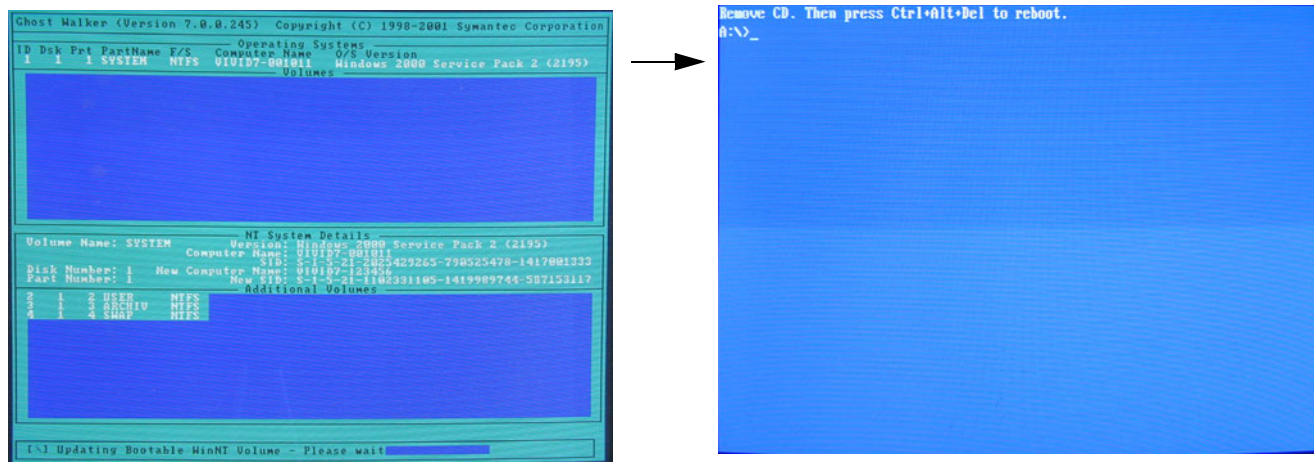 Ghost Walker (Version 7.0.0.245) Copyright (C) 1998-2001 Symantec Corporation
Operating Systems
ID Dsk Prt PartName F/S Computer Name O/S Version
1 1 1 SYSTEM NTFS VIVID7-001011 Windows 2000 Service Pack 2 (2195)
Volumes
NT System Details
Volume Name: SYSTEM Version: Windows 2000 Service Pack 2 (2195)
Computer Name: VIVID7-001011
SID: S-1-5-21-2025429265-790525478-1417001333
Disk Number: 1 New Computer Name: VIVID7-123456
Part Number: 1 New SID: S-1-5-21-1102331105-1419989744-587153117
Additional Volumes
2 1 2 USER NTFS
3 1 3 ARCHIV NTFS
4 1 4 SWAP NTFS
[\] Updating Bootable WinNT Volume - Please wait
Remove CD. Then press Ctrl+Alt+Del to reboot.
A:\>_